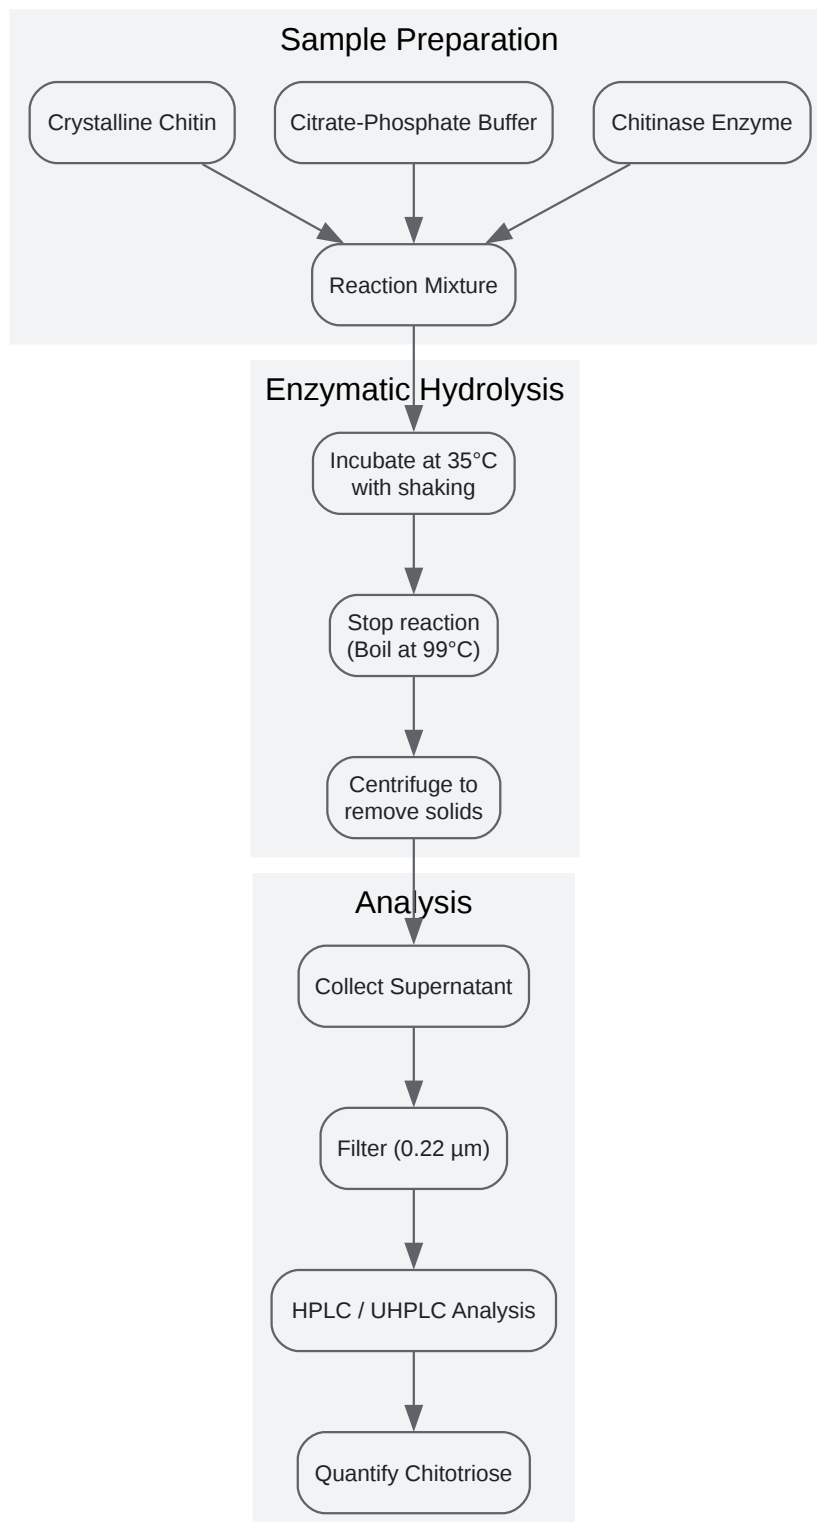 Sample Preparation
Crystalline Chitin
Citrate-Phosphate Buffer
Chitinase Enzyme
Reaction Mixture
Enzymatic Hydrolysis
Incubate at 35°C
with shaking
Stop reaction
(Boil at 99°C)
Centrifuge to
remove solids
Analysis
Collect Supernatant
Filter (0.22 µm)
HPLC / UHPLC Analysis
Quantify Chitotriose